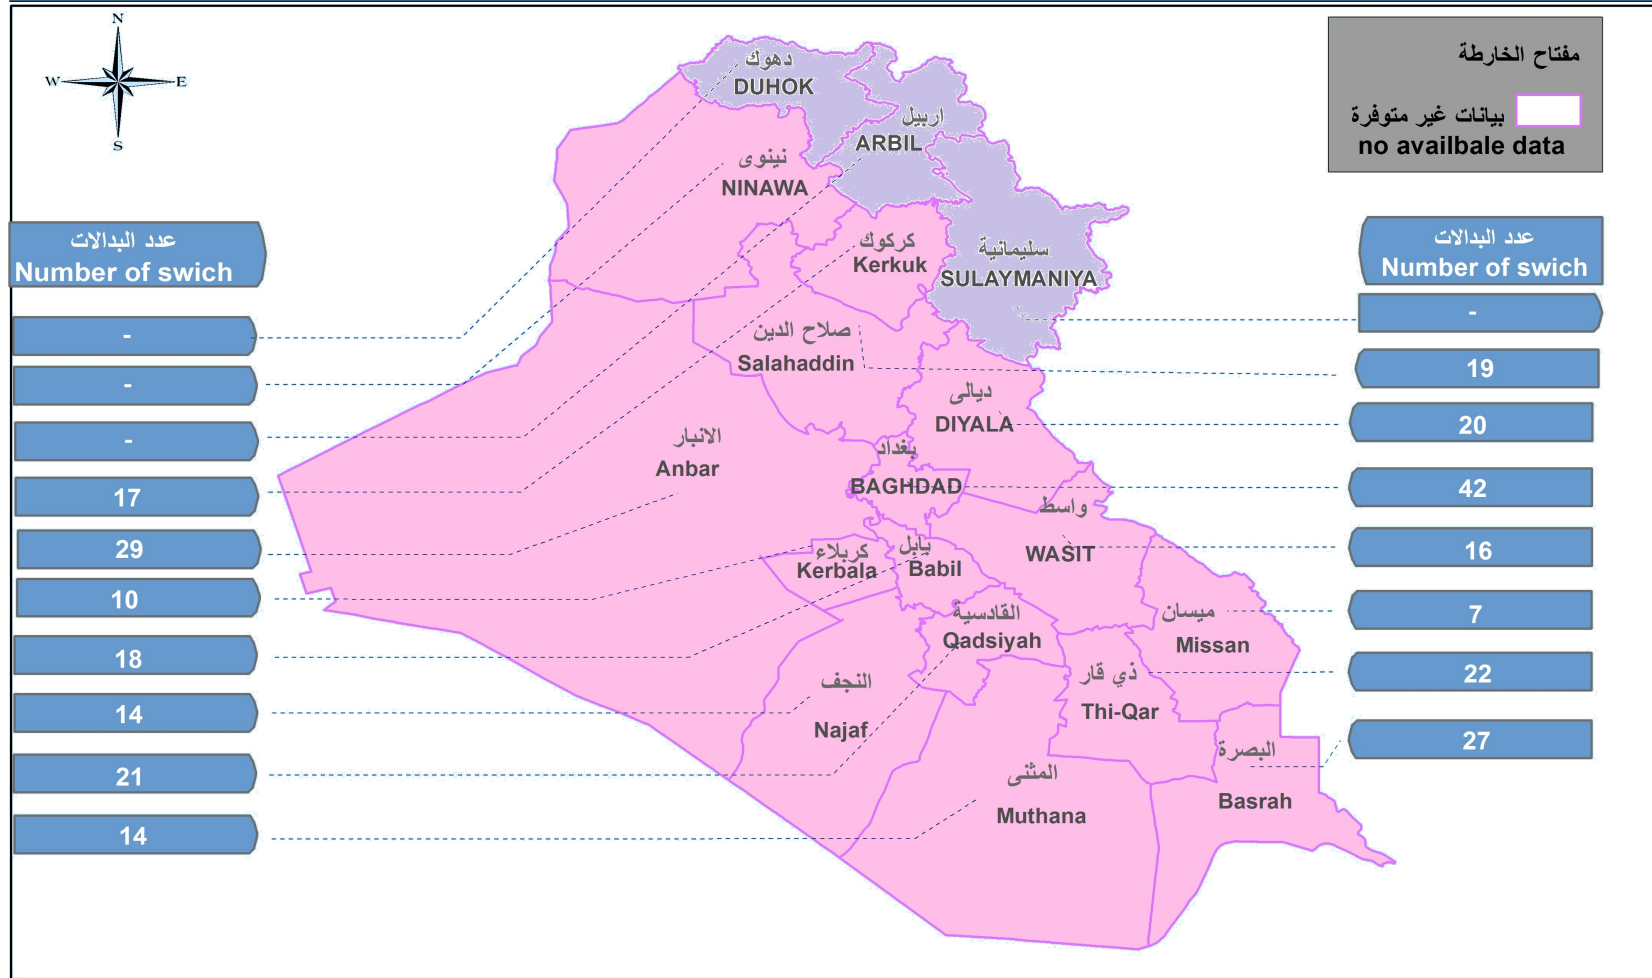 N
W
E
S
مفتاح الخارطة
بيانات غير متوفرة
no availbale data
دهوك
DUHOK
اربيل
ARBIL
نينوى
NINAWA
كركوك
Kerkuk
سليمانية
SULAYMANIYA
صلاح الدين
Salahaddin
ديالى
DIYALA
الانبار
Anbar
بغداد
BAGHDAD
واسط
WASIT
كربلاء
Kerbala
بابل
Babil
القادسية
Qadsiyah
ميسان
Missan
النجف
Najaf
ذي قار
Thi-Qar
المثنى
Muthana
البصرة
Basrah
عدد البدالات
Number of swich
-
-
-
17
29
10
18
14
21
14
عدد البدالات
Number of swich
-
19
20
42
16
7
22
27